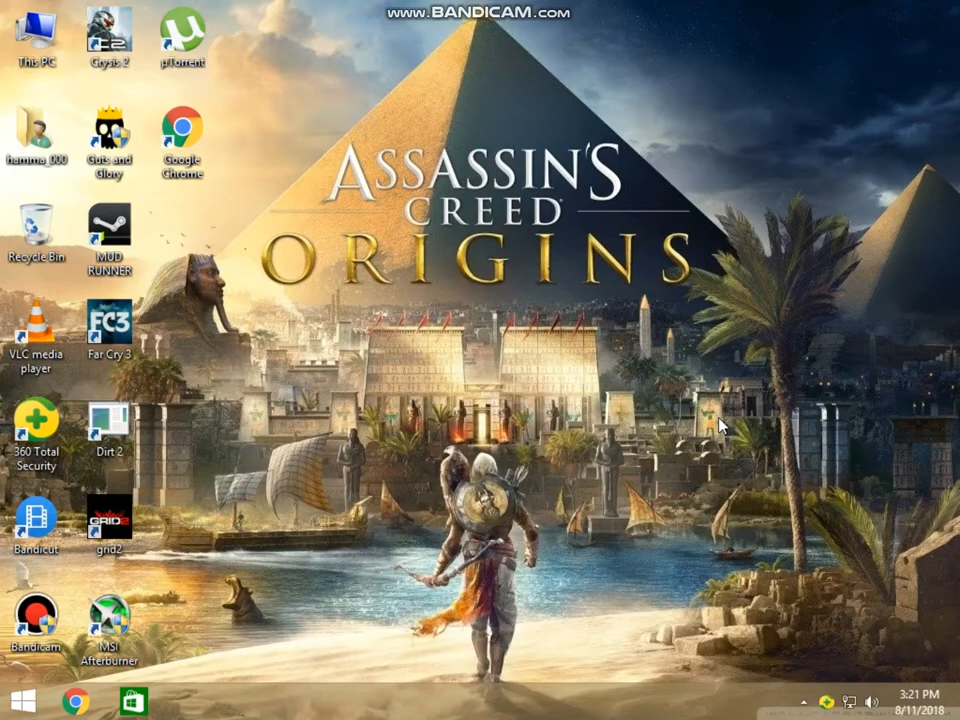 www.BANDICAM.com
This PC
Crysis 2
µTorrent
hamma_000
Guts and
Glory
Google
Chrome
Recycle Bin
MUD
RUNNER
VLC media
player
FC3
Far Cry 3
360 Total
Security
Dirt 2
Bandicut
GRID2
grid2
Bandicam
MSI
Afterburner
ASSASSIN'S
CREED
ORIGINS
3:21 PM
8/11/2018